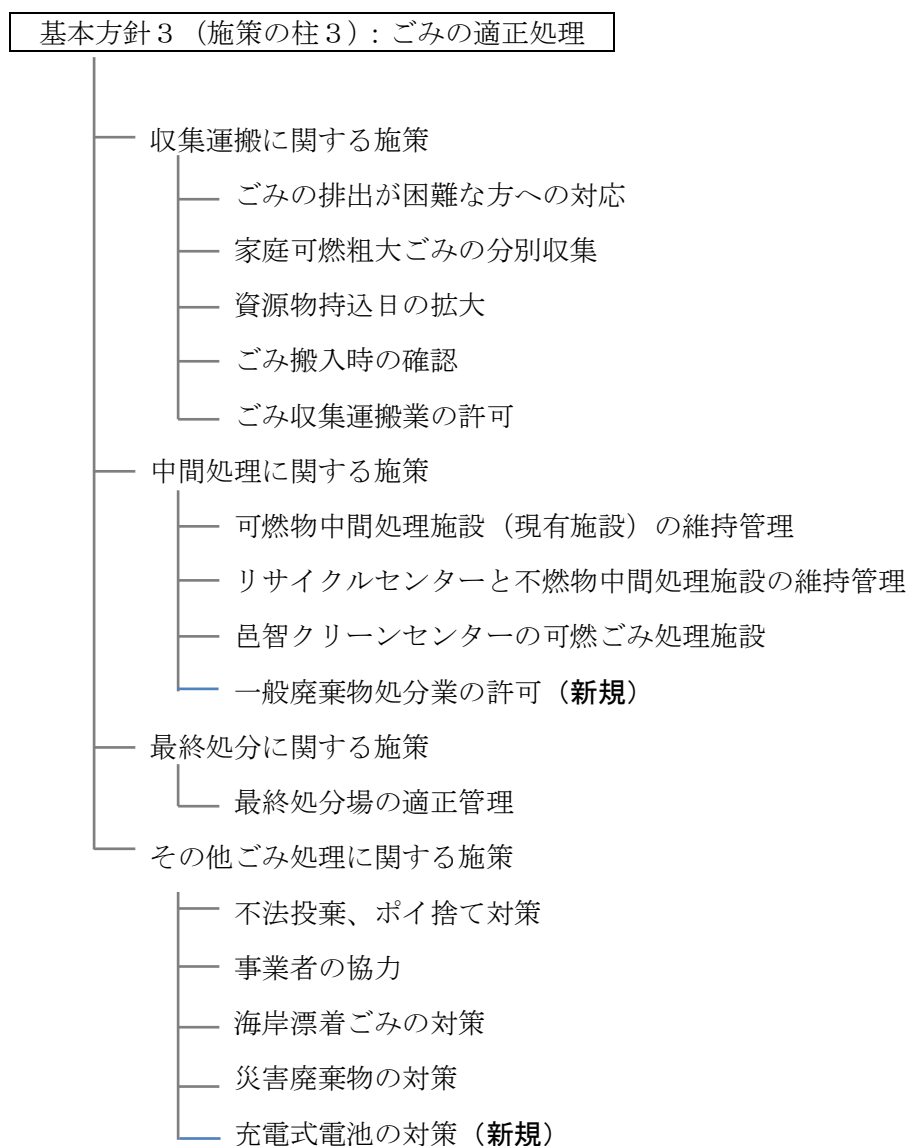 基本方針３（施策の柱３）：ごみの適正処理
収集運搬に関する施策
ごみの排出が困難な方への対応
家庭可燃粗大ごみの分別収集
資源物持込日の拡大
ごみ搬入時の確認
ごみ収集運搬業の許可
中間処理に関する施策
可燃物中間処理施設（現有施設）の維持管理
リサイクルセンターと不燃物中間処理施設の維持管理
邑智クリーンセンターの可燃ごみ処理施設
一般廃棄物処分業の許可（新規）
最終処分に関する施策
最終処分場の適正管理
その他ごみ処理に関する施策
不法投棄、ポイ捨て対策
事業者の協力
海岸漂着ごみの対策
災害廃棄物の対策
充電式電池の対策（新規）